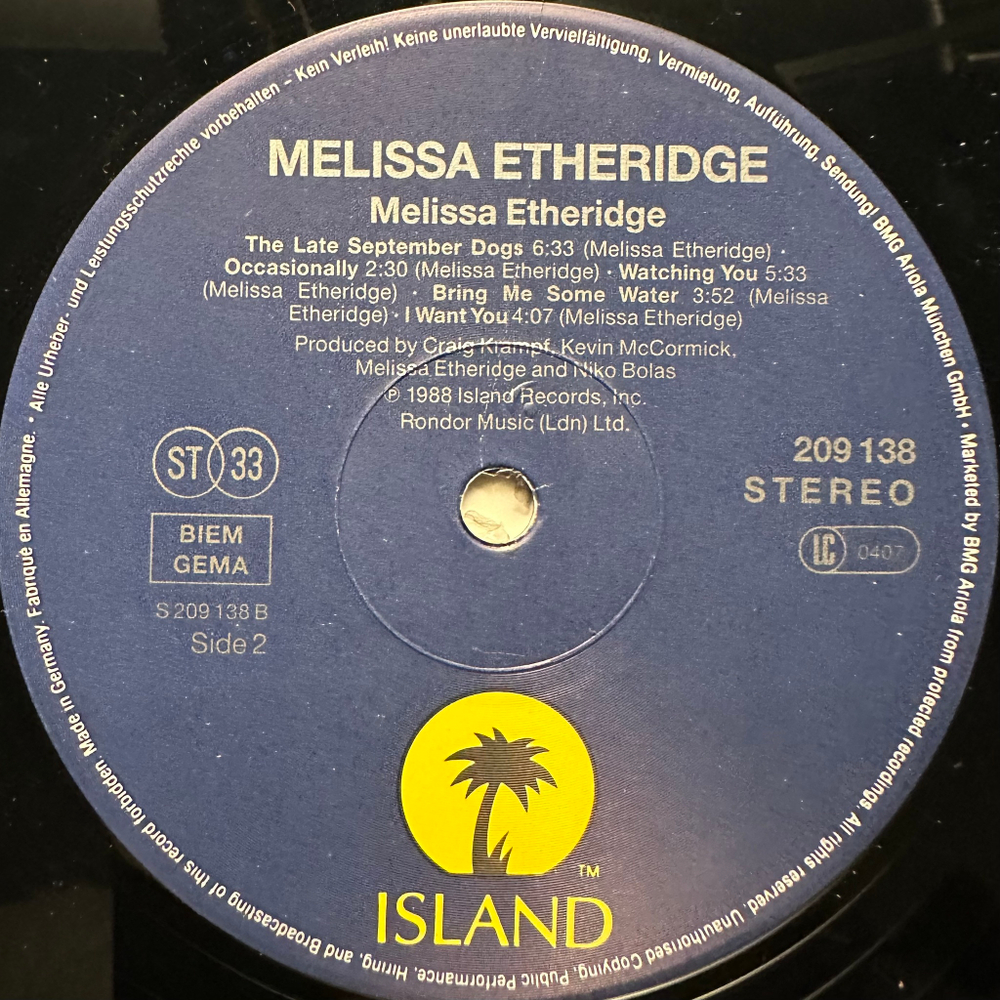 MELISSA ETHERIDGE
Melissa Etheridge
The Late September Dogs 6:33 (Melissa Etheridge) ·
Occasionally 2:30 (Melissa Etheridge) · Watching You 5:33
(Melissa Etheridge) · Bring Me Some Water 3:52 (Melissa
Etheridge) · I Want You 4:07 (Melissa Etheridge)
Produced by Craig Klampf, Kevin McCormick,
Melissa Etheridge and Niko Bolas
℗ 1988 Island Records, Inc.
Rondor Music (Ldn) Ltd.
ST 33
BIEM
GEMA
S 209 138 B
Side 2
209 138
STEREO
LC 0407
TM
ISLAND
· Alle Urheber- und Leistungsschutzrechte vorbehalten – Kein Verleih! Keine unerlaubte Vervielfältigung, Vermietung, Aufführung, Sendung! BMG Ariola München GmbH · Marketed by BMG Ariola from protected recordings. All rights reserved. Unauthorised Copying, Public Performance, Hiring, and Broadcasting of this record forbidden. Made in Germany. Fabriqué en Allemagne.